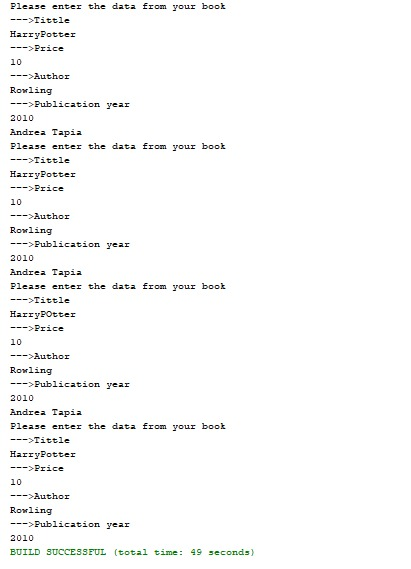 Please enter the data from your book
--->Tittle
HarryPotter
--->Price
10
--->Author
Rowling
--->Publication year
2010
Andrea Tapia
Please enter the data from your book
--->Tittle
HarryPotter
--->Price
10
--->Author
Rowling
--->Publication year
2010
Andrea Tapia
Please enter the data from your book
--->Tittle
HarryPOtter
--->Price
10
--->Author
Rowling
--->Publication year
2010
Andrea Tapia
Please enter the data from your book
--->Tittle
HarryPotter
--->Price
10
--->Author
Rowling
--->Publication year
2010
BUILD SUCCESSFUL (total time: 49 seconds)